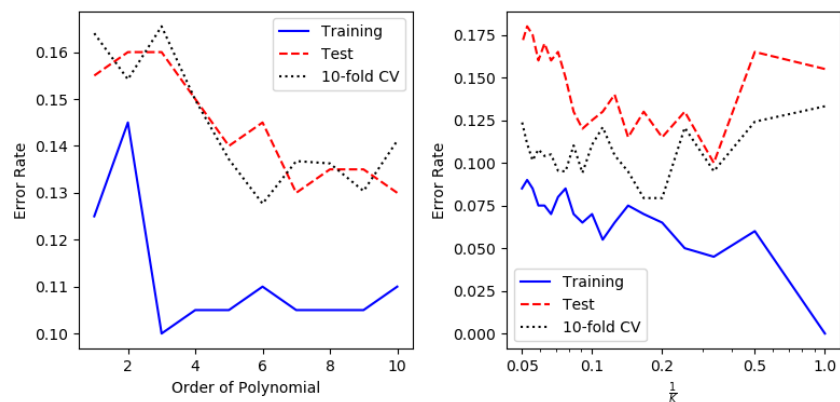 Training
Test
10-fold CV
0.16
0.15
0.14
0.13
0.12
0.11
0.10
Error Rate
2
4
6
8
10
Order of Polynomial
0.175
0.150
0.125
0.100
0.075
0.050
0.025
0.000
Error Rate
Training
Test
10-fold CV
0.05
0.1
0.2
0.5
1.0
1
K